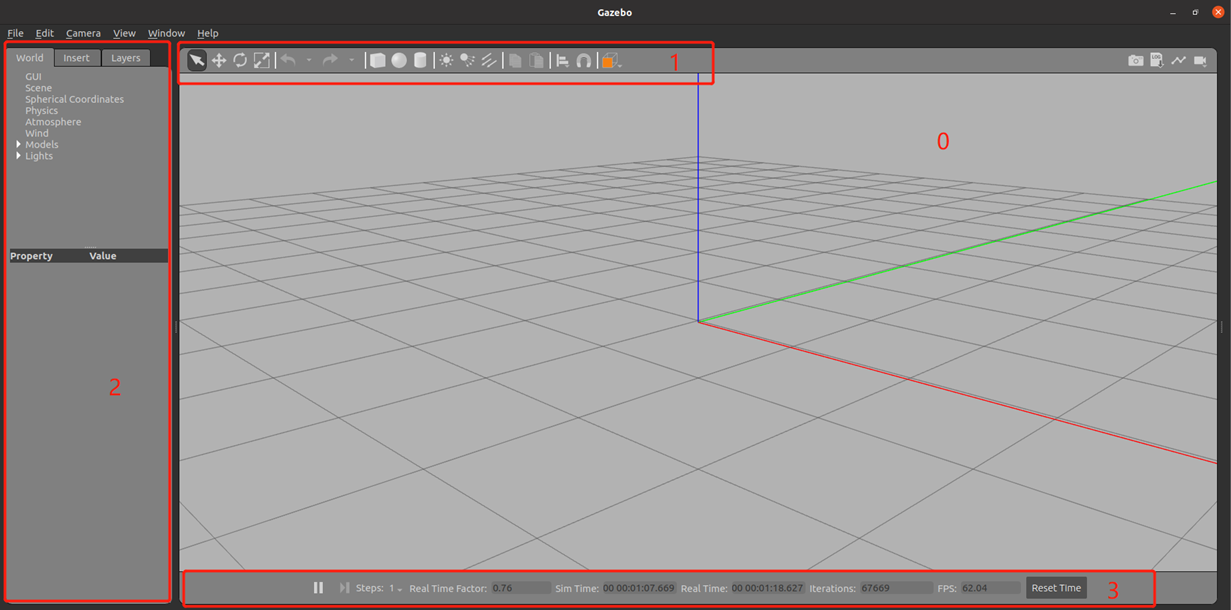 Gazebo
File Edit Camera View Window Help
World Insert Layers
1
GUI
Scene
Spherical Coordinates
Physics
Atmosphere
Wind
Models
Lights
0
Property Value
2
Steps: 1 Real Time Factor: 0.76 Sim Time: 00 00:01:07.669 Real Time: 00 00:01:18.627 Iterations: 67669 FPS: 62.04 Reset Time 3